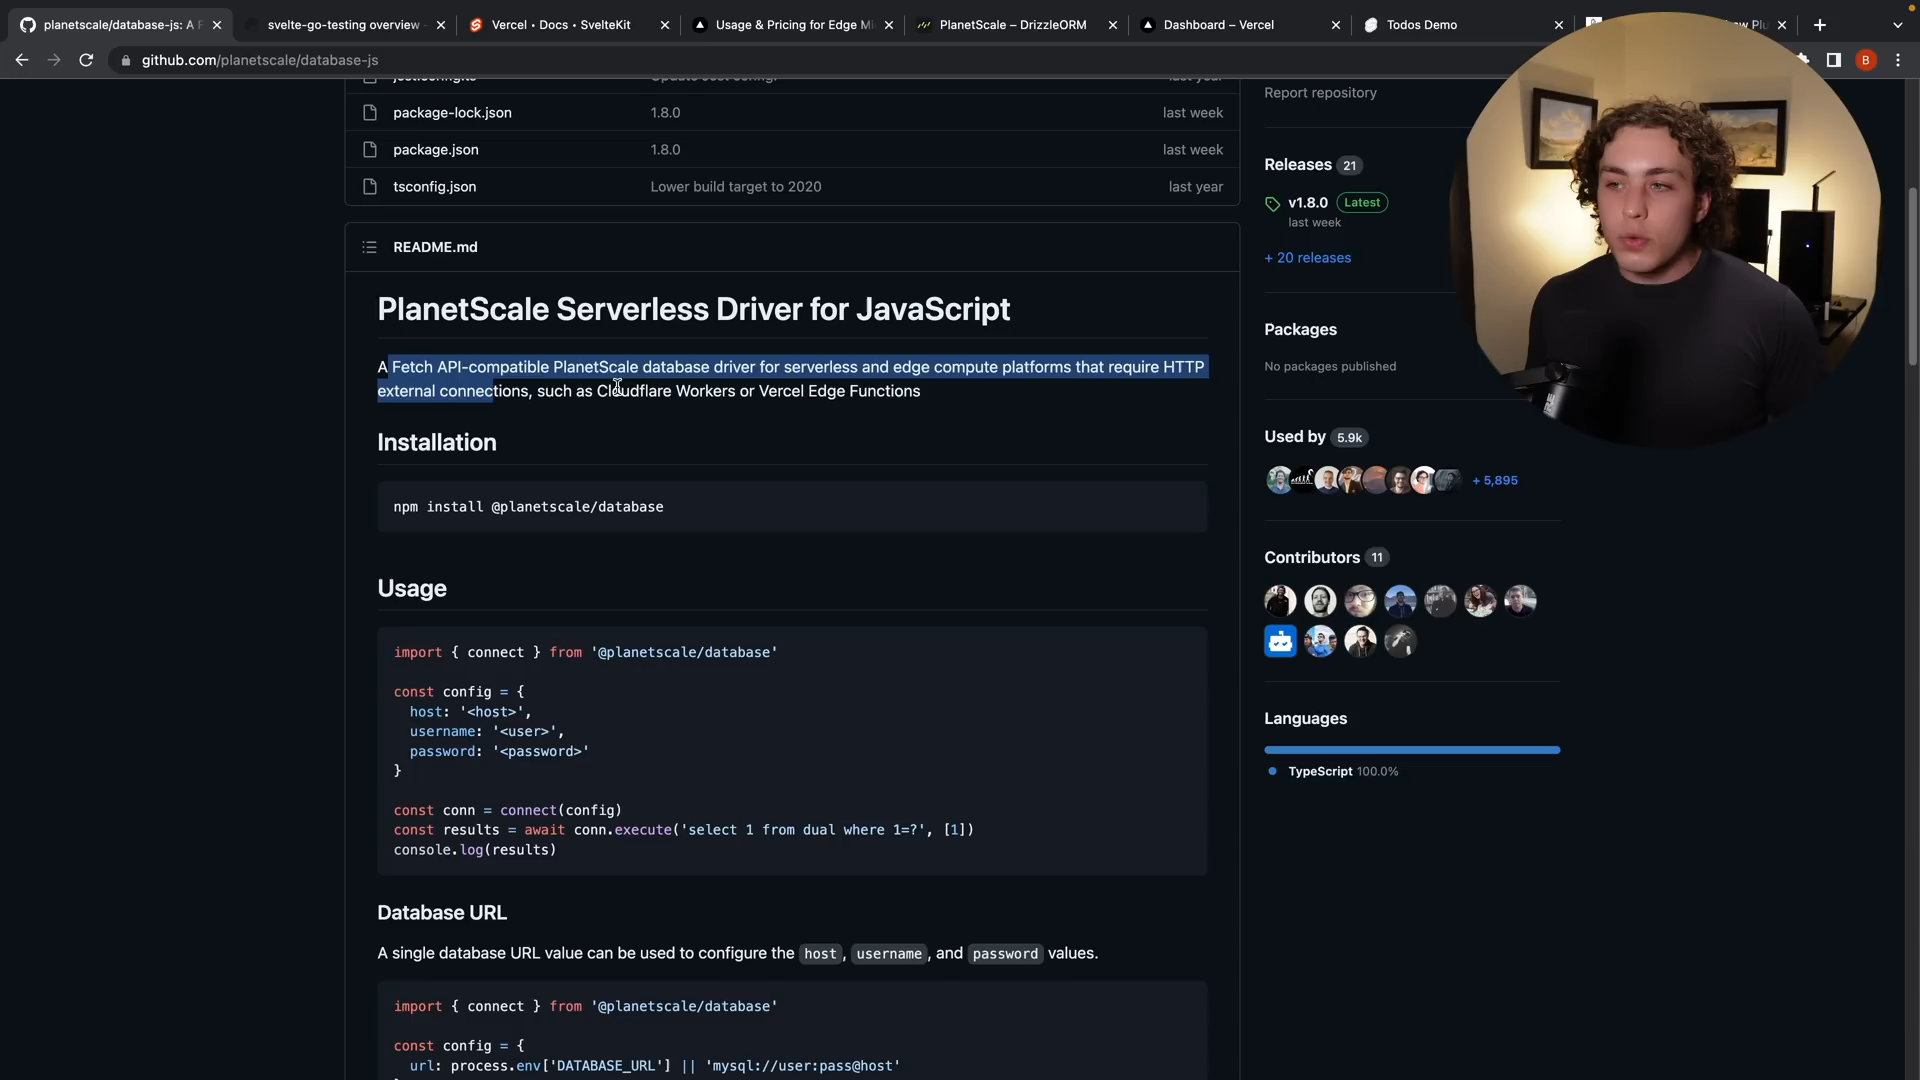 planetscale/database-js: A F
svelte-go-testing overview
Vercel • Docs • SvelteKit
Usage & Pricing for Edge Mi
PlanetScale – DrizzleORM
Dashboard – Vercel
Todos Demo
github.com/planetscale/database-js
B
package-lock.json 1.8.0 last week
package.json 1.8.0 last week
tsconfig.json Lower build target to 2020 last year
README.md
PlanetScale Serverless Driver for JavaScript
A Fetch API-compatible PlanetScale database driver for serverless and edge compute platforms that require HTTP
external connections, such as Cloudflare Workers or Vercel Edge Functions
Installation
npm install @planetscale/database
Usage
import { connect } from '@planetscale/database'
const config = {
host: '<host>',
username: '<user>',
password: '<password>'
}
const conn = connect(config)
const results = await conn.execute('select 1 from dual where 1=?', [1])
console.log(results)
Database URL
A single database URL value can be used to configure the host, username, and password values.
import { connect } from '@planetscale/database'
const config = {
url: process.env['DATABASE_URL'] || 'mysql://user:pass@host'
Report repository
Releases 21
v1.8.0 Latest
last week
+ 20 releases
Packages
No packages published
Used by 5.9k
+ 5,895
Contributors 11
Languages
TypeScript 100.0%